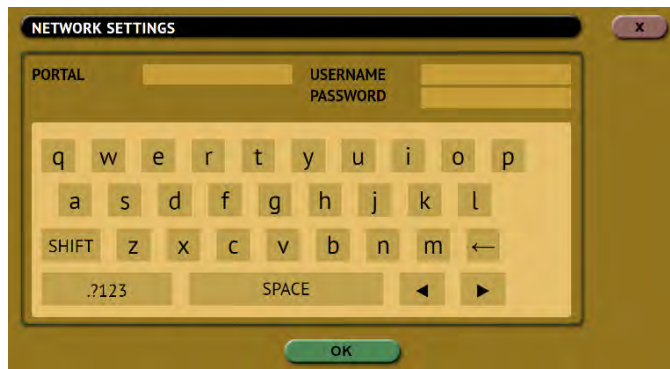 NETWORK SETTINGS X
PORTAL USERNAME
PASSWORD
q w e r t y u i o p
a s d f g h j k l
SHIFT z x c v b n m ←
.?123 SPACE ◄ ►
OK